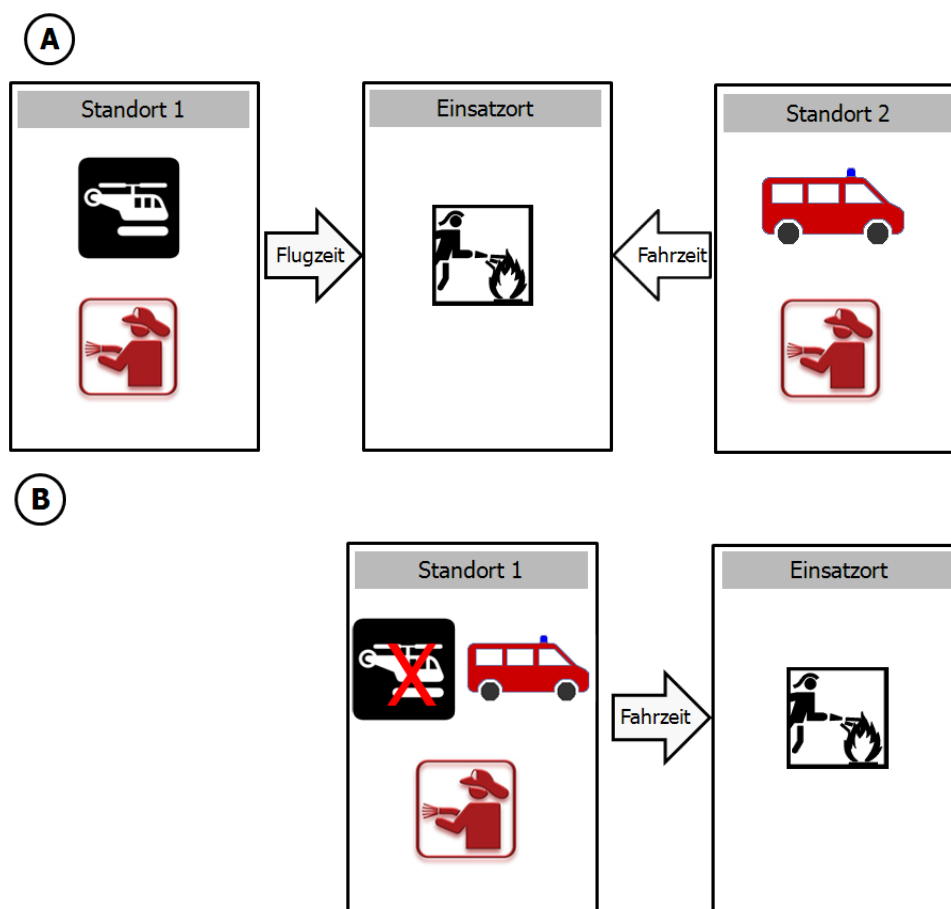 A
Standort 1
Einsatzort
Standort 2
Flugzeit
Fahrzeit
B
Standort 1
Einsatzort
X
Fahrzeit